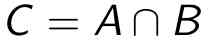 C = A ∩ B